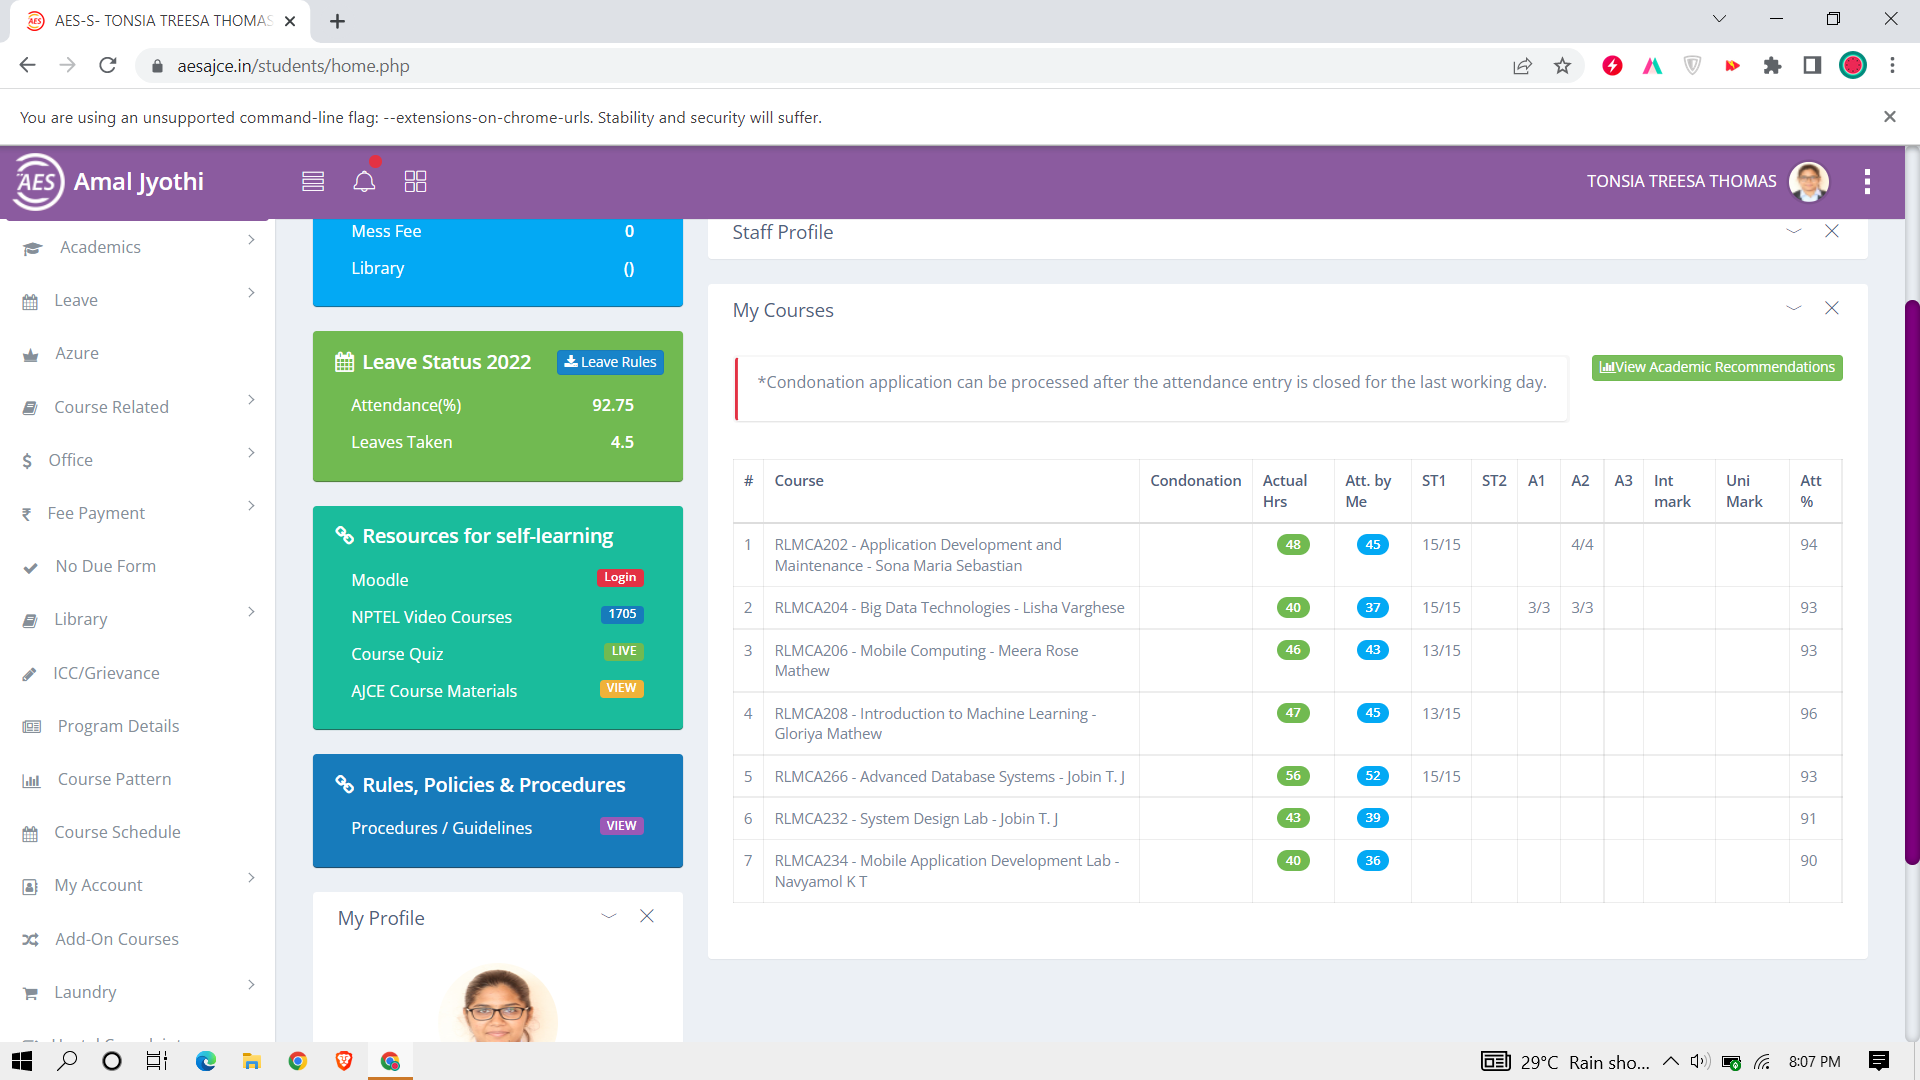 AES-S- TONSIA TREESA THOMAS
aesajce.in/students/home.php
You are using an unsupported command-line flag: --extensions-on-chrome-urls. Stability and security will suffer.
AES
Amal Jyothi
TONSIA TREESA THOMAS
Academics
Leave
Azure
Course Related
Office
Fee Payment
No Due Form
Library
ICC/Grievance
Program Details
Course Pattern
Course Schedule
My Account
Add-On Courses
Laundry
Mess Fee 0
Library ()
Leave Status 2022 Leave Rules
Attendance(%) 92.75
Leaves Taken 4.5
Resources for self-learning
Moodle Login
NPTEL Video Courses 1705
Course Quiz LIVE
AJCE Course Materials VIEW
Rules, Policies & Procedures
Procedures / Guidelines VIEW
My Profile
Staff Profile
My Courses
*Condonation application can be processed after the attendance entry is closed for the last working day.
View Academic Recommendations
# Course Condonation Actual Hrs Att. by Me ST1 ST2 A1 A2 A3 Int mark Uni Mark Att %
1 RLMCA202 - Application Development and 48 45 15/15 4/4 94
Maintenance - Sona Maria Sebastian
2 RLMCA204 - Big Data Technologies - Lisha Varghese 40 37 15/15 3/3 3/3 93
3 RLMCA206 - Mobile Computing - Meera Rose 46 43 13/15 93
Mathew
4 RLMCA208 - Introduction to Machine Learning - 47 45 13/15 96
Gloriya Mathew
5 RLMCA266 - Advanced Database Systems - Jobin T. J 56 52 15/15 93
6 RLMCA232 - System Design Lab - Jobin T. J 43 39 91
7 RLMCA234 - Mobile Application Development Lab - 40 36 90
Navyamol K T
29°C Rain sho... 8:07 PM